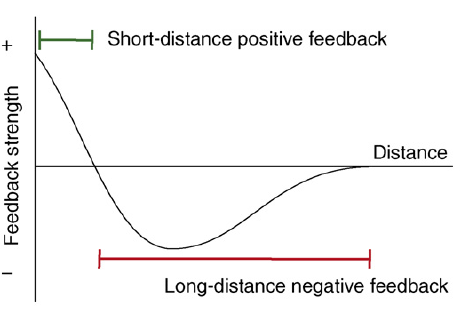 +
Short-distance positive feedback
Distance
Feedback strength
–
Long-distance negative feedback